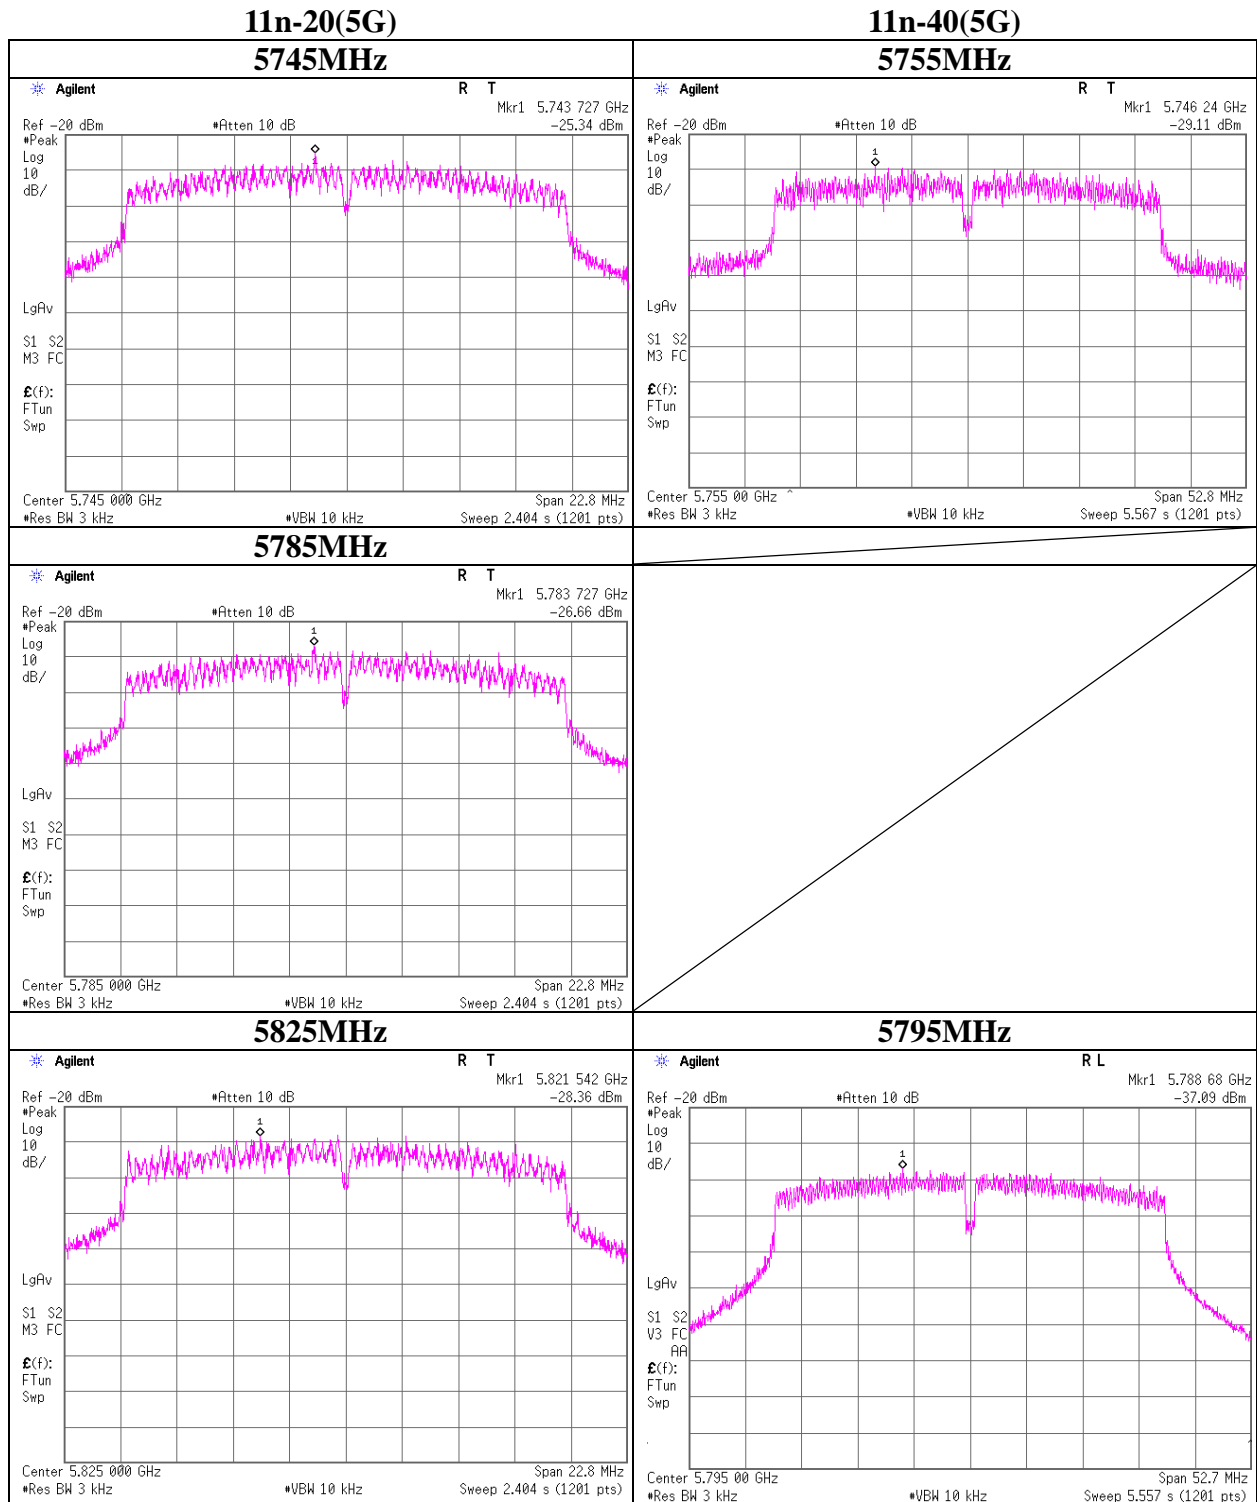 11n-20(5G) 11n-40(5G)
5745MHz 5755MHz
Agilent R T
Mkr1 5.743 727 GHz
Ref -20 dBm #Atten 10 dB -25.34 dBm
#Peak
Log
10
dB/
1
LgAv
S1 S2
M3 FC
£(f):
FTun
Swp
Center 5.745 000 GHz Span 22.8 MHz
#Res BW 3 kHz #VBW 10 kHz Sweep 2.404 s (1201 pts)
Agilent R T
Mkr1 5.746 24 GHz
Ref -20 dBm #Atten 10 dB -29.11 dBm
#Peak
Log
10
dB/
1
LgAv
S1 S2
M3 FC
£(f):
FTun
Swp
Center 5.755 00 GHz ^ Span 52.8 MHz
#Res BW 3 kHz #VBW 10 kHz Sweep 5.567 s (1201 pts)
5785MHz
Agilent R T
Mkr1 5.783 727 GHz
Ref -20 dBm #Atten 10 dB -26.66 dBm
#Peak
Log
10
dB/
1
LgAv
S1 S2
M3 FC
£(f):
FTun
Swp
Center 5.785 000 GHz Span 22.8 MHz
#Res BW 3 kHz #VBW 10 kHz Sweep 2.404 s (1201 pts)
5825MHz 5795MHz
Agilent R T
Mkr1 5.821 542 GHz
Ref -20 dBm #Atten 10 dB -28.36 dBm
#Peak
Log
10
dB/
1
LgAv
S1 S2
M3 FC
£(f):
FTun
Swp
Center 5.825 000 GHz Span 22.8 MHz
#Res BW 3 kHz #VBW 10 kHz Sweep 2.404 s (1201 pts)
Agilent R L
Mkr1 5.788 68 GHz
Ref -20 dBm #Atten 10 dB -37.09 dBm
#Peak
Log
10
dB/
1
LgAv
S1 S2
V3 FC
AA
£(f):
FTun
Swp
Center 5.795 00 GHz Span 52.7 MHz
#Res BW 3 kHz #VBW 10 kHz Sweep 5.557 s (1201 pts)